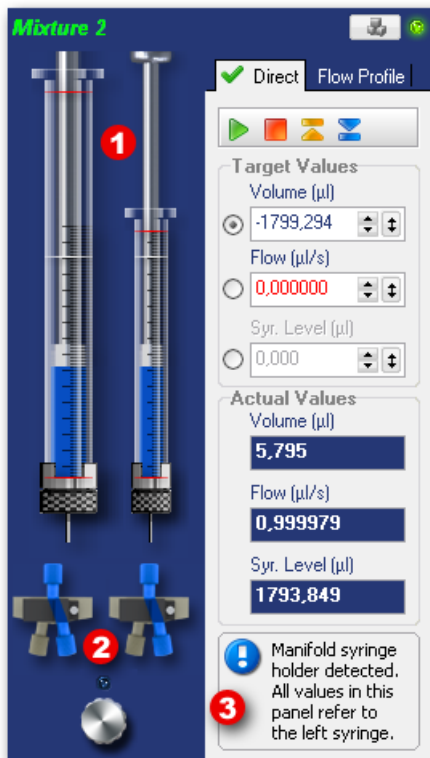 Mixture 2
Direct Flow Profile
1
Target Values
Volume (µl)
-1799,294
Flow (µl/s)
0,000000
Syr. Level (µl)
0,000
Actual Values
Volume (µl)
5,795
Flow (µl/s)
0,999979
Syr. Level (µl)
1793,849
2
3
Manifold syringe
holder detected.
All values in this
panel refer to
the left syringe.